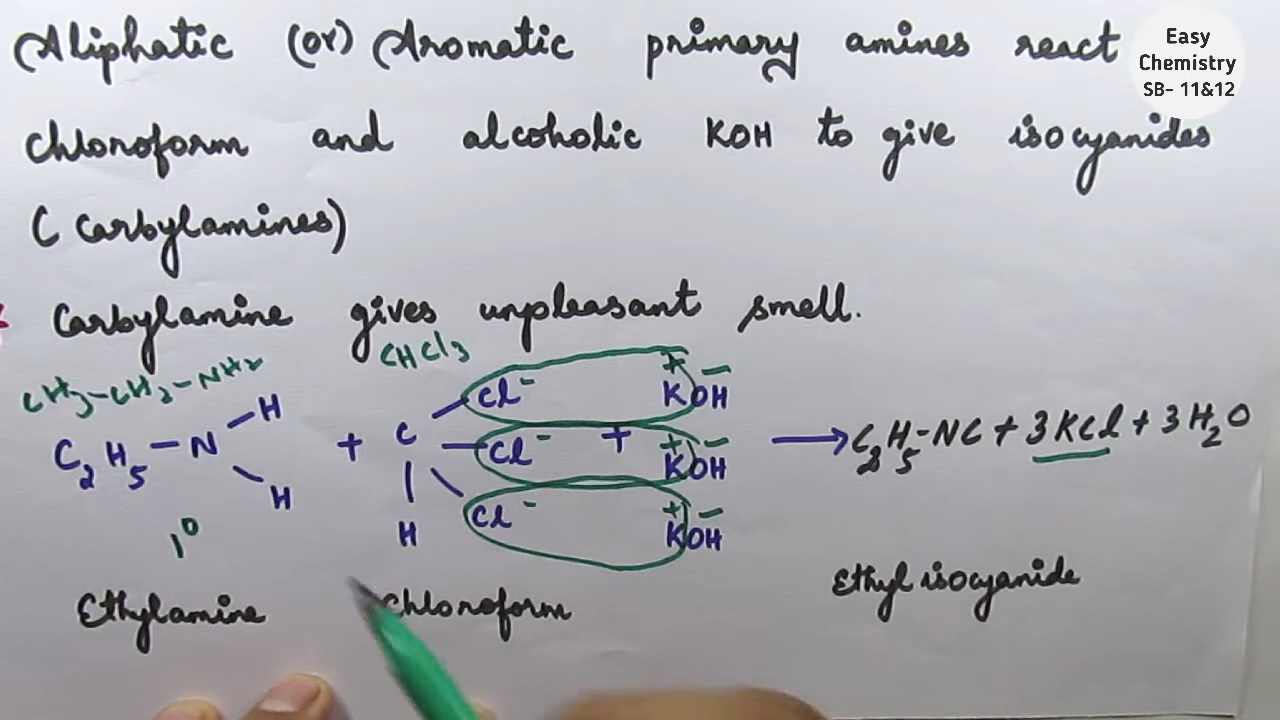 Aliphatic (or) Aromatic primary amines react
Easy
Chemistry
SB- 11&12
chloroform and alcoholic KOH to give isocyanides
( Carbylamines)
Carbylamine gives unpleasant smell.
CHCl3
CH3-CH2-NH2
Cl⁻ K⁺OH⁻
H
C2H5 - N + C Cl⁻ + K⁺OH⁻ → C2H5-NC + 3KCl + 3H2O
H
Cl⁻ K⁺OH⁻
H
1⁰
Ethylamine chloroform Ethyl isocyanide